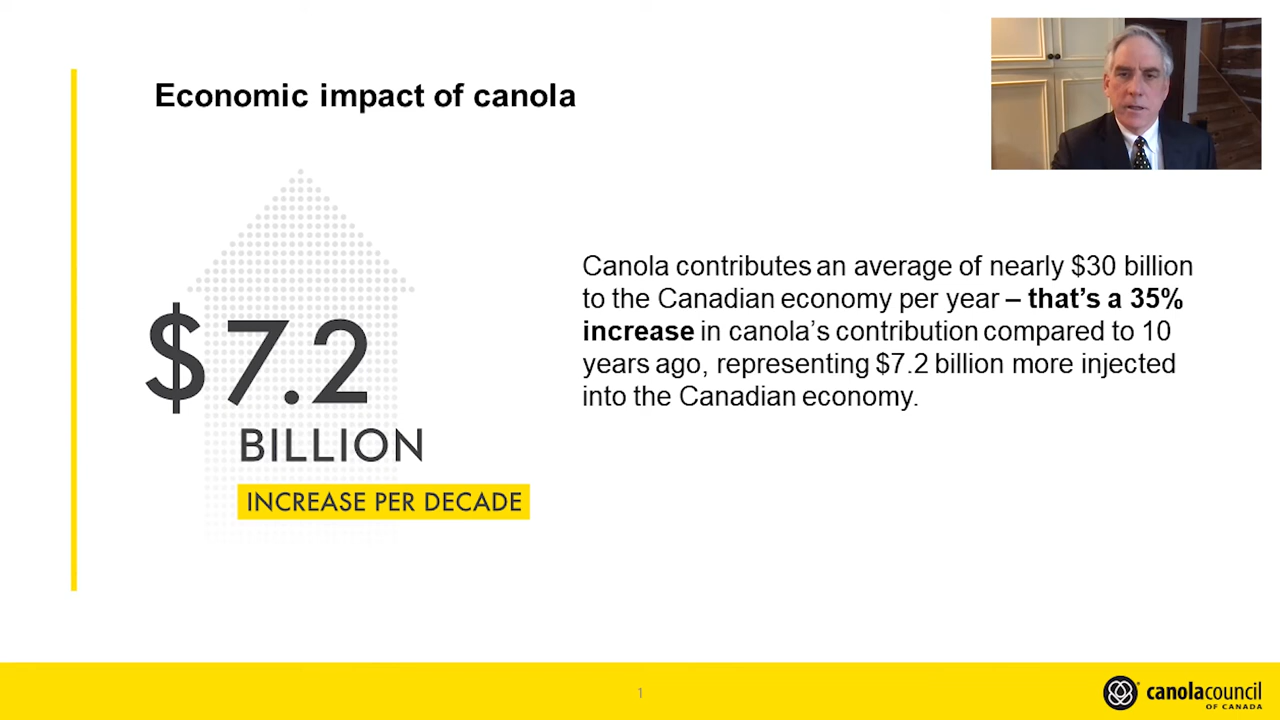 Economic impact of canola
$7.2
BILLION
INCREASE PER DECADE
Canola contributes an average of nearly $30 billion
to the Canadian economy per year – that’s a 35%
increase in canola’s contribution compared to 10
years ago, representing $7.2 billion more injected
into the Canadian economy.
1
canolacouncil
OF CANADA